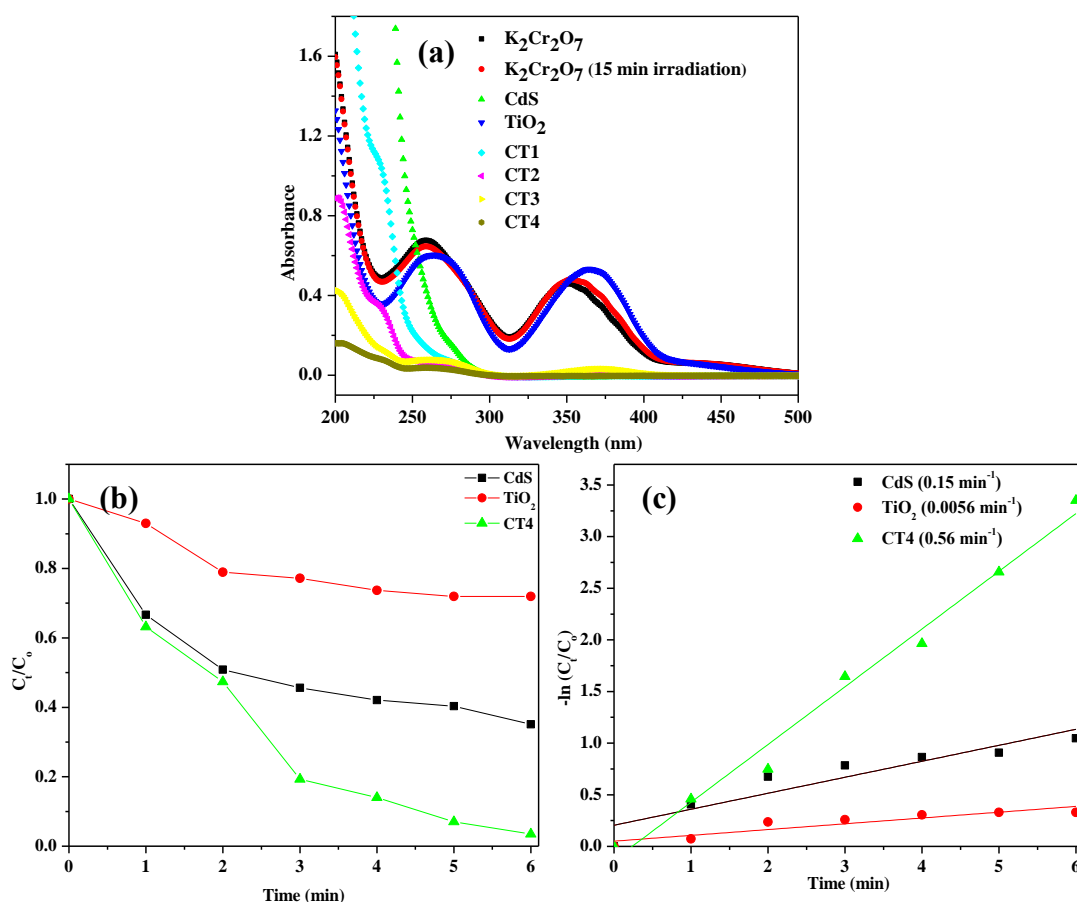 (a)
K2Cr2O7
K2Cr2O7 (15 min irradiation)
CdS
TiO2
CT1
CT2
CT3
CT4
1.6
1.2
0.8
0.4
0.0
Absorbance
200 250 300 350 400 450 500
Wavelength (nm)
(b)
CdS
TiO2
CT4
1.0
0.8
0.6
0.4
0.2
0.0
Ct/Co
0 1 2 3 4 5 6
Time (min)
(c)
CdS (0.15 min-1)
TiO2 (0.0056 min-1)
CT4 (0.56 min-1)
3.5
3.0
2.5
2.0
1.5
1.0
0.5
0.0
-ln (Ct/Co)
0 1 2 3 4 5 6
Time (min)